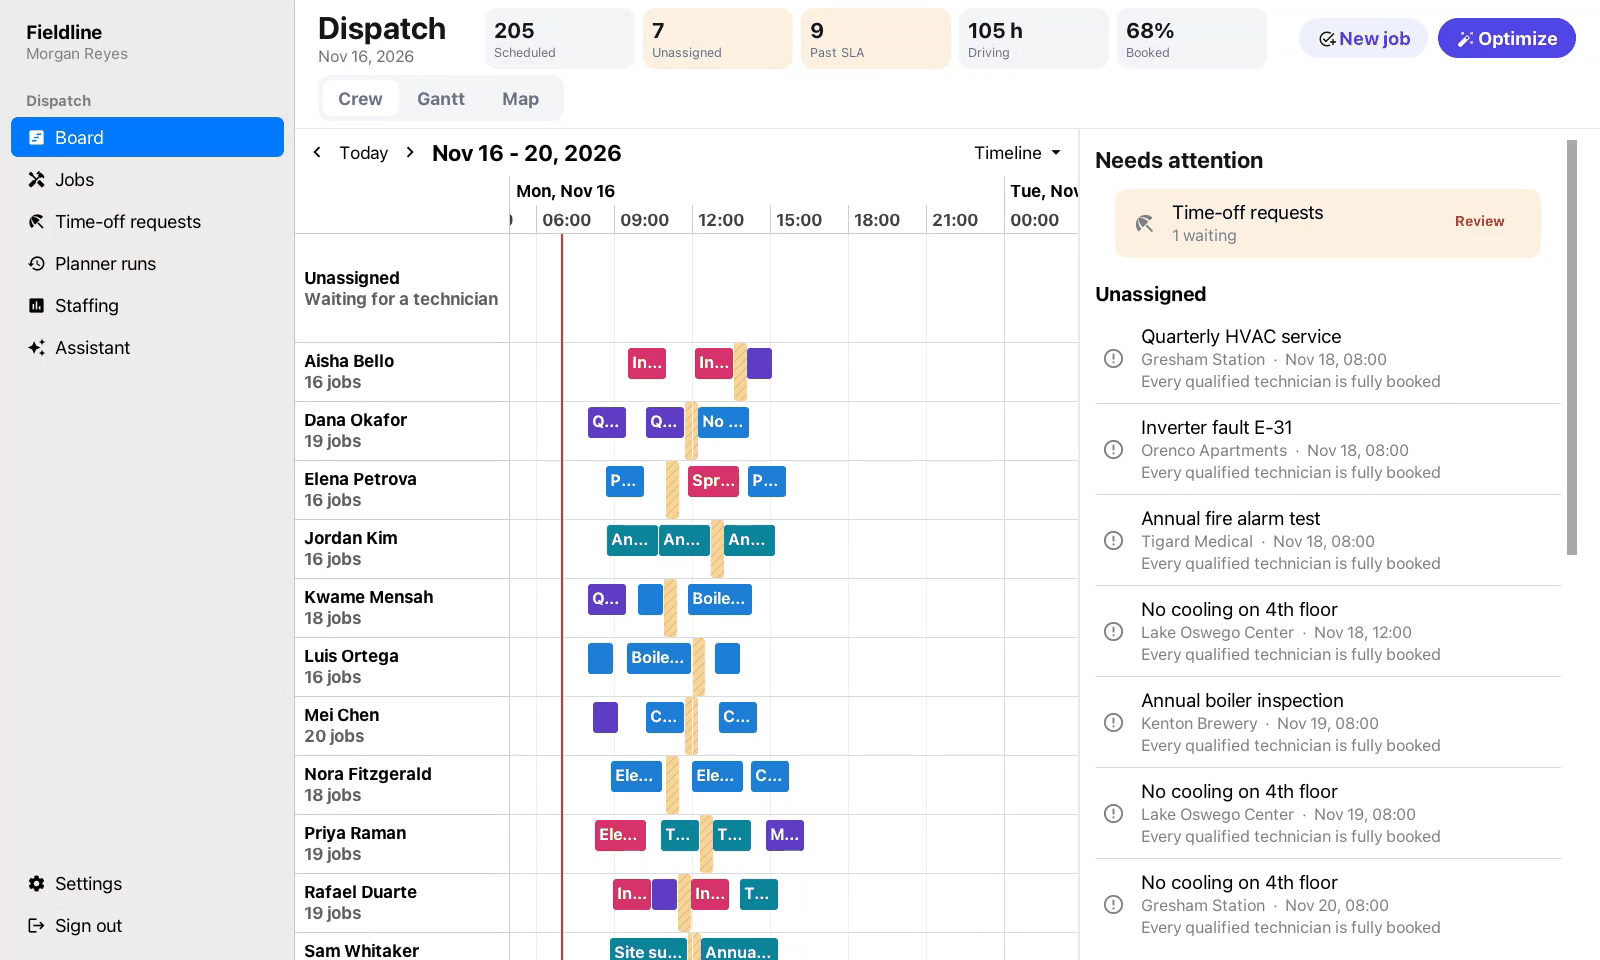 Fieldline
Morgan Reyes
Dispatch
Board
Jobs
Time-off requests
Planner runs
Staffing
Assistant
Settings
Sign out
Dispatch
Nov 16, 2026
205
Scheduled
7
Unassigned
9
Past SLA
105 h
Driving
68%
Booked
New job
Optimize
Crew Gantt Map
Today
Nov 16 - 20, 2026
Timeline
Mon, Nov 16
Tue, Nov
06:00 09:00 12:00 15:00 18:00 21:00 00:00
Unassigned
Waiting for a technician
Aisha Bello
16 jobs
In... In...
Dana Okafor
19 jobs
Q... Q... No ...
Elena Petrova
16 jobs
P... Spr... P...
Jordan Kim
16 jobs
An... An... An...
Kwame Mensah
18 jobs
Q... Boile...
Luis Ortega
16 jobs
Boile...
Mei Chen
20 jobs
C... C...
Nora Fitzgerald
18 jobs
Ele... Ele... C...
Priya Raman
19 jobs
Ele... T... T... M...
Rafael Duarte
19 jobs
In... In... T...
Sam Whitaker
Site su... Annua...
Needs attention
Time-off requests
1 waiting
Review
Unassigned
Quarterly HVAC service
Gresham Station · Nov 18, 08:00
Every qualified technician is fully booked
Inverter fault E-31
Orenco Apartments · Nov 18, 08:00
Every qualified technician is fully booked
Annual fire alarm test
Tigard Medical · Nov 18, 08:00
Every qualified technician is fully booked
No cooling on 4th floor
Lake Oswego Center · Nov 18, 12:00
Every qualified technician is fully booked
Annual boiler inspection
Kenton Brewery · Nov 19, 08:00
Every qualified technician is fully booked
No cooling on 4th floor
Lake Oswego Center · Nov 19, 08:00
Every qualified technician is fully booked
No cooling on 4th floor
Gresham Station · Nov 20, 08:00
Every qualified technician is fully booked